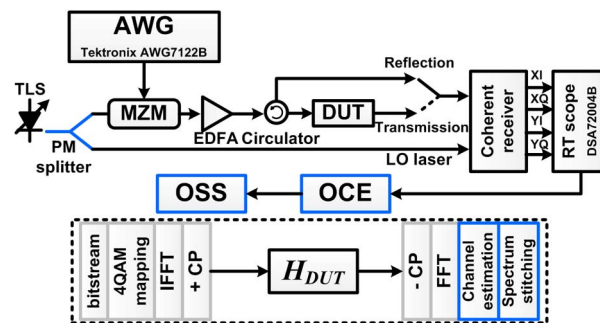 AWG
Tektronix AWG7122B
TLS
PM
splitter
MZM
EDFA Circulator
DUT
Reflection
Transmission
LO laser
Coherent
receiver
XI
XQ
YI
YQ
RT scope
DSA72004B
OSS
OCE
bitstream
4QAM
mapping
IFFT
+ CP
H_DUT
- CP
FFT
Channel
estimation
Spectrum
stitching